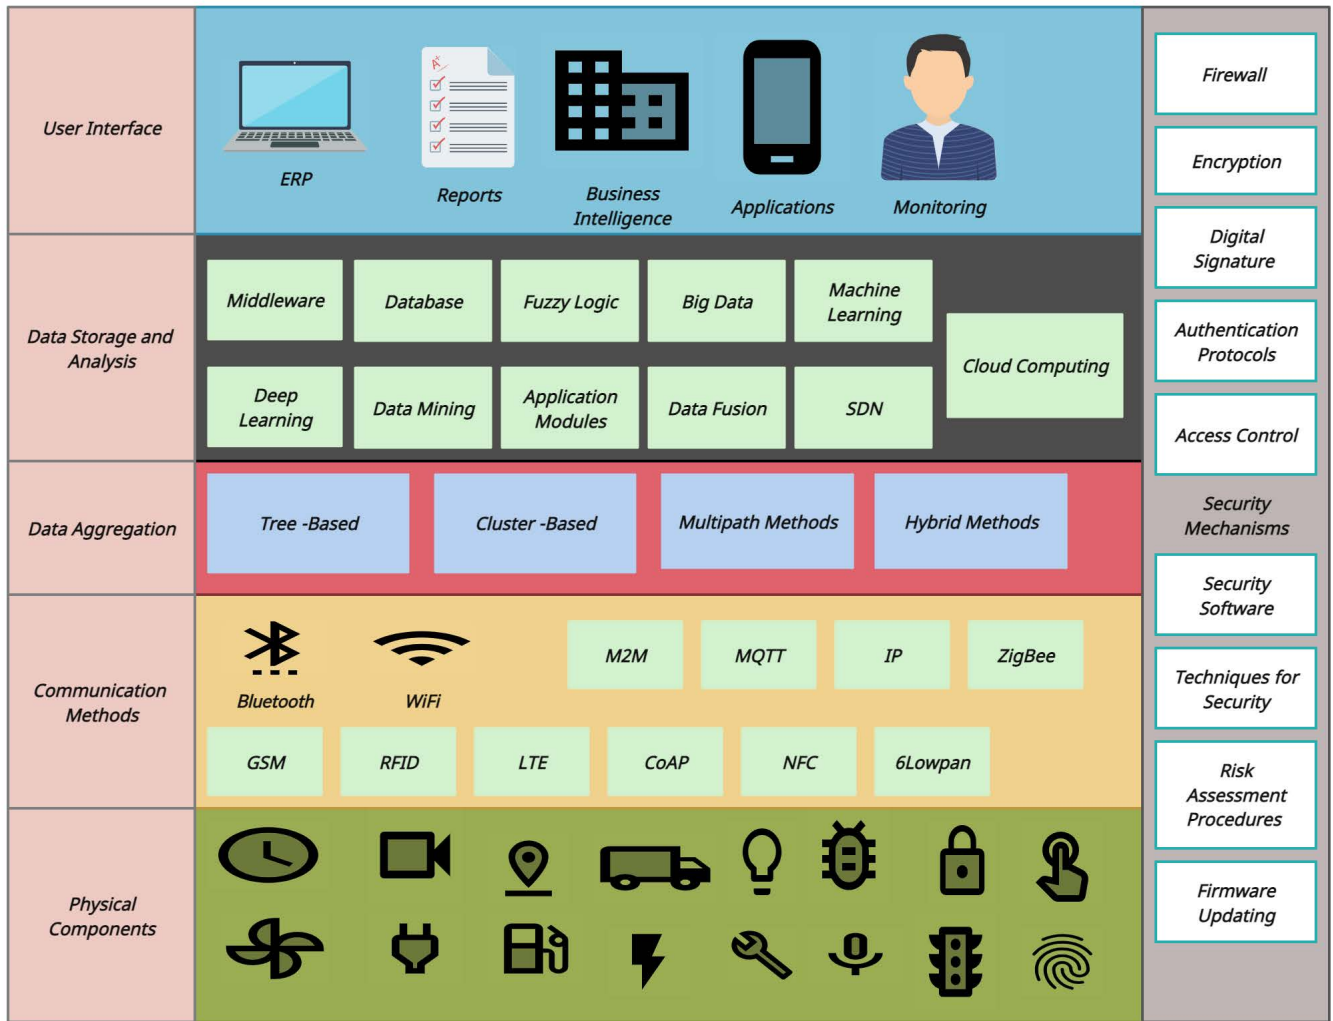 User Interface
A+
ERP
Reports
Business
Intelligence
Applications
Monitoring
Data Storage and
Analysis
Middleware
Database
Fuzzy Logic
Big Data
Machine
Learning
Cloud Computing
Deep
Learning
Data Mining
Application
Modules
Data Fusion
SDN
Data Aggregation
Tree -Based
Cluster -Based
Multipath Methods
Hybrid Methods
Communication
Methods
Bluetooth
WiFi
M2M
MQTT
IP
ZigBee
GSM
RFID
LTE
CoAP
NFC
6Lowpan
Physical
Components
Firewall
Encryption
Digital
Signature
Authentication
Protocols
Access Control
Security
Mechanisms
Security
Software
Techniques for
Security
Risk
Assessment
Procedures
Firmware
Updating